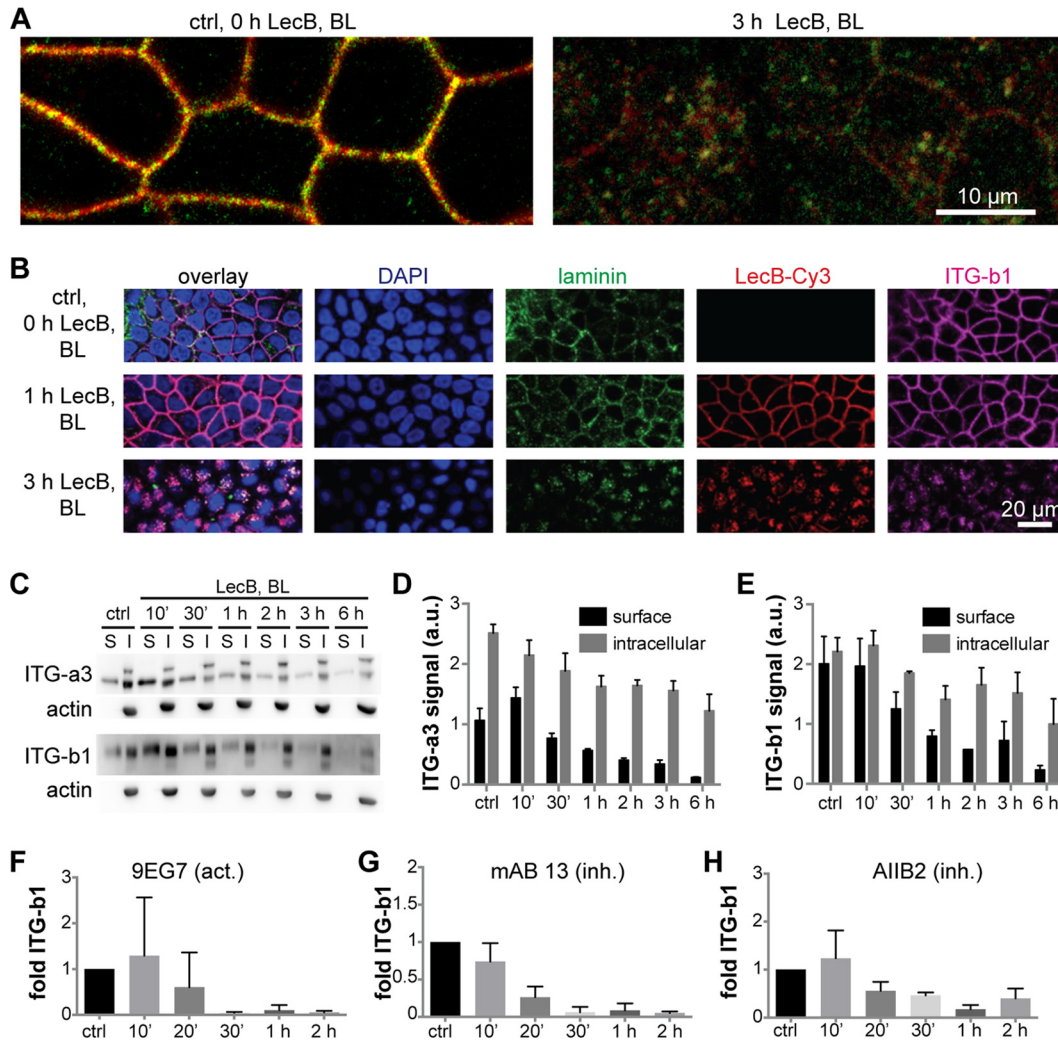 A
ctrl, 0 h LecB, BL
3 h LecB, BL
10 µm
B
overlay DAPI laminin LecB-Cy3 ITG-b1
ctrl,
0 h LecB,
BL
1 h LecB,
BL
3 h LecB,
BL
20 µm
C
LecB, BL
ctrl 10' 30' 1 h 2 h 3 h 6 h
S I S I S I S I S I S I S I
ITG-a3
actin
ITG-b1
actin
D
ITG-a3 signal (a.u.)
3
2
1
0
surface
intracellular
ctrl 10' 30' 1 h 2 h 3 h 6 h
E
ITG-b1 signal (a.u.)
3
2
1
0
surface
intracellular
ctrl 10' 30' 1 h 2 h 3 h 6 h
F
9EG7 (act.)
fold ITG-b1
3
2
1
0
ctrl 10' 20' 30' 1 h 2 h
G
mAB 13 (inh.)
fold ITG-b1
2
1.5
1
0.5
0
ctrl 10' 20' 30' 1 h 2 h
H
AIIB2 (inh.)
fold ITG-b1
3
2
1
0
ctrl 10' 20' 30' 1 h 2 h